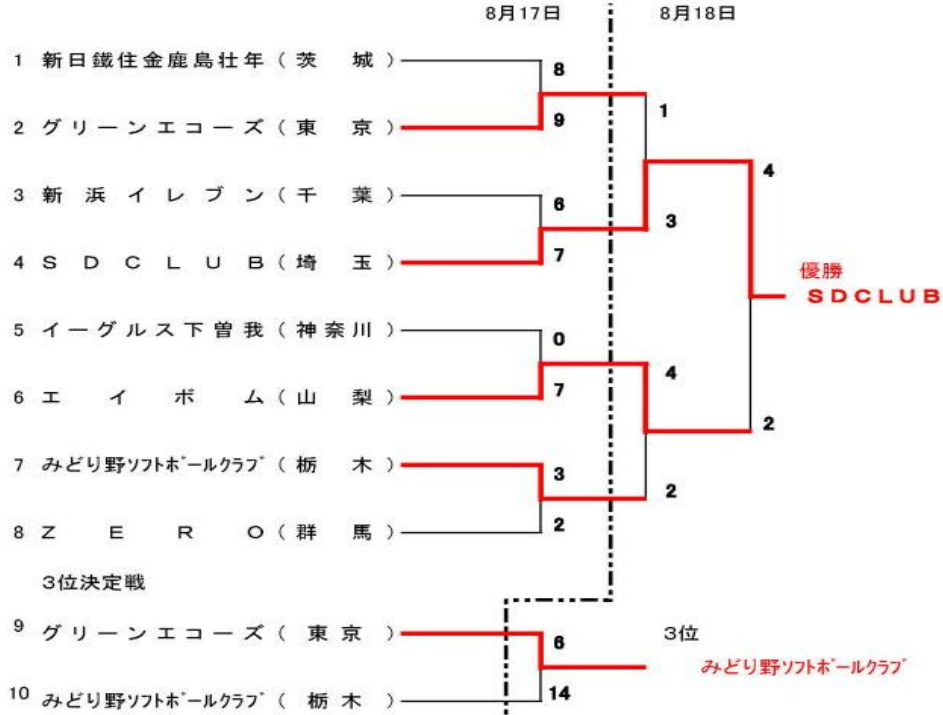 8月17日 8月18日
1 新日鐵住金鹿島壮年(茨城) 8
1
2 グリーンエコーズ(東京) 9
4
3 新浜イレブン(千葉) 6
3
4 SDCLUB(埼玉) 7
優勝
SDCLUB
5 イーグルス下曽我(神奈川) 0
4
6 エイボム(山梨) 7
2
7 みどり野ソフトボールクラブ(栃木) 3
2
8 ZERO(群馬) 2
3位決定戦
9 グリーンエコーズ(東京) 6
3位
みどり野ソフトボールクラブ
10 みどり野ソフトボールクラブ(栃木) 14